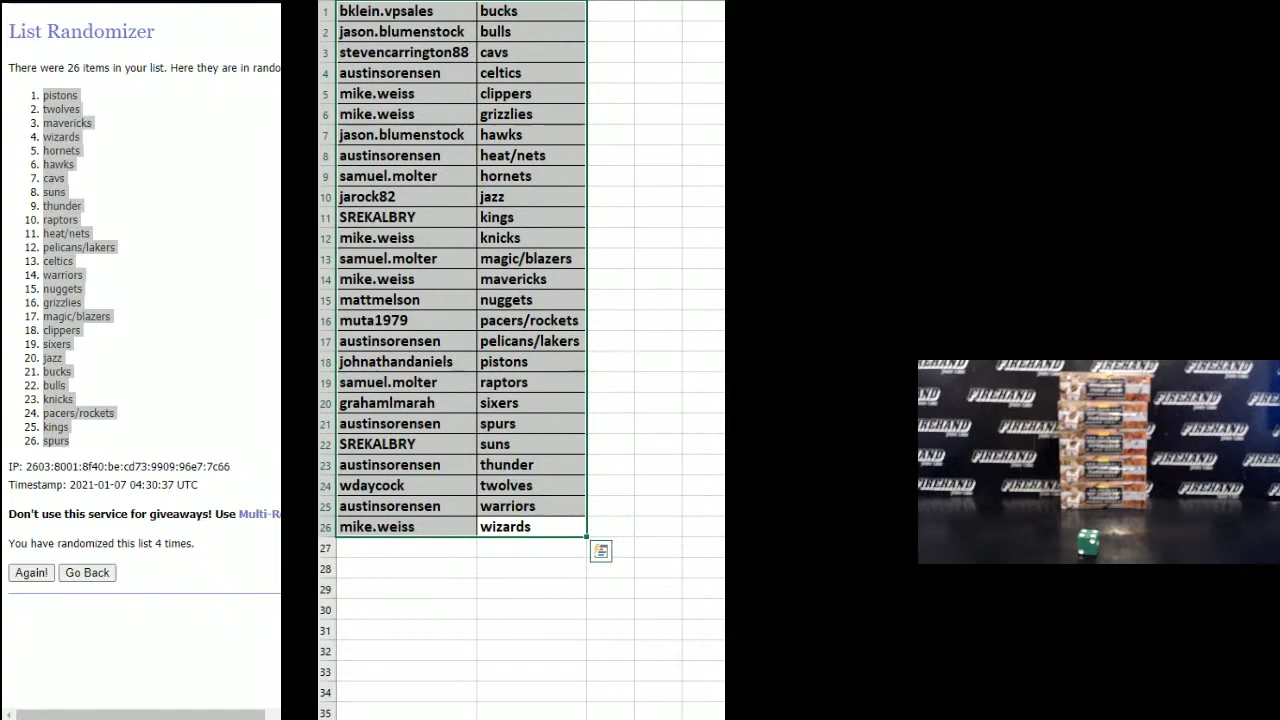 List Randomizer
There were 26 items in your list. Here they are in rando
1. pistons
2. twolves
3. mavericks
4. wizards
5. hornets
6. hawks
7. cavs
8. suns
9. thunder
10. raptors
11. heat/nets
12. pelicans/lakers
13. celtics
14. warriors
15. nuggets
16. grizzlies
17. magic/blazers
18. clippers
19. sixers
20. jazz
21. bucks
22. bulls
23. knicks
24. pacers/rockets
25. kings
26. spurs
IP: 2603:8001:8f40:be:cd73:9909:96e7:7c66
Timestamp: 2021-01-07 04:30:37 UTC
Don't use this service for giveaways! Use Multi-R
You have randomized this list 4 times.
Again! Go Back
1 bklein.vpsales bucks
2 jason.blumenstock bulls
3 stevencarrington88 cavs
4 austinsorensen celtics
5 mike.weiss clippers
6 mike.weiss grizzlies
7 jason.blumenstock hawks
8 austinsorensen heat/nets
9 samuel.molter hornets
10 jarock82 jazz
11 SREKALBRY kings
12 mike.weiss knicks
13 samuel.molter magic/blazers
14 mike.weiss mavericks
15 mattmelson nuggets
16 muta1979 pacers/rockets
17 austinsorensen pelicans/lakers
18 johnathandaniels pistons
19 samuel.molter raptors
20 grahamlmarah sixers
21 austinsorensen spurs
22 SREKALBRY suns
23 austinsorensen thunder
24 wdaycock twolves
25 austinsorensen warriors
26 mike.weiss wizards
27
28
29
30
31
32
33
34
35
FIREHAND
FIREHAND
FIREHAND
FIREHAND
FIREHAND
FIREHAND
FIREHAND